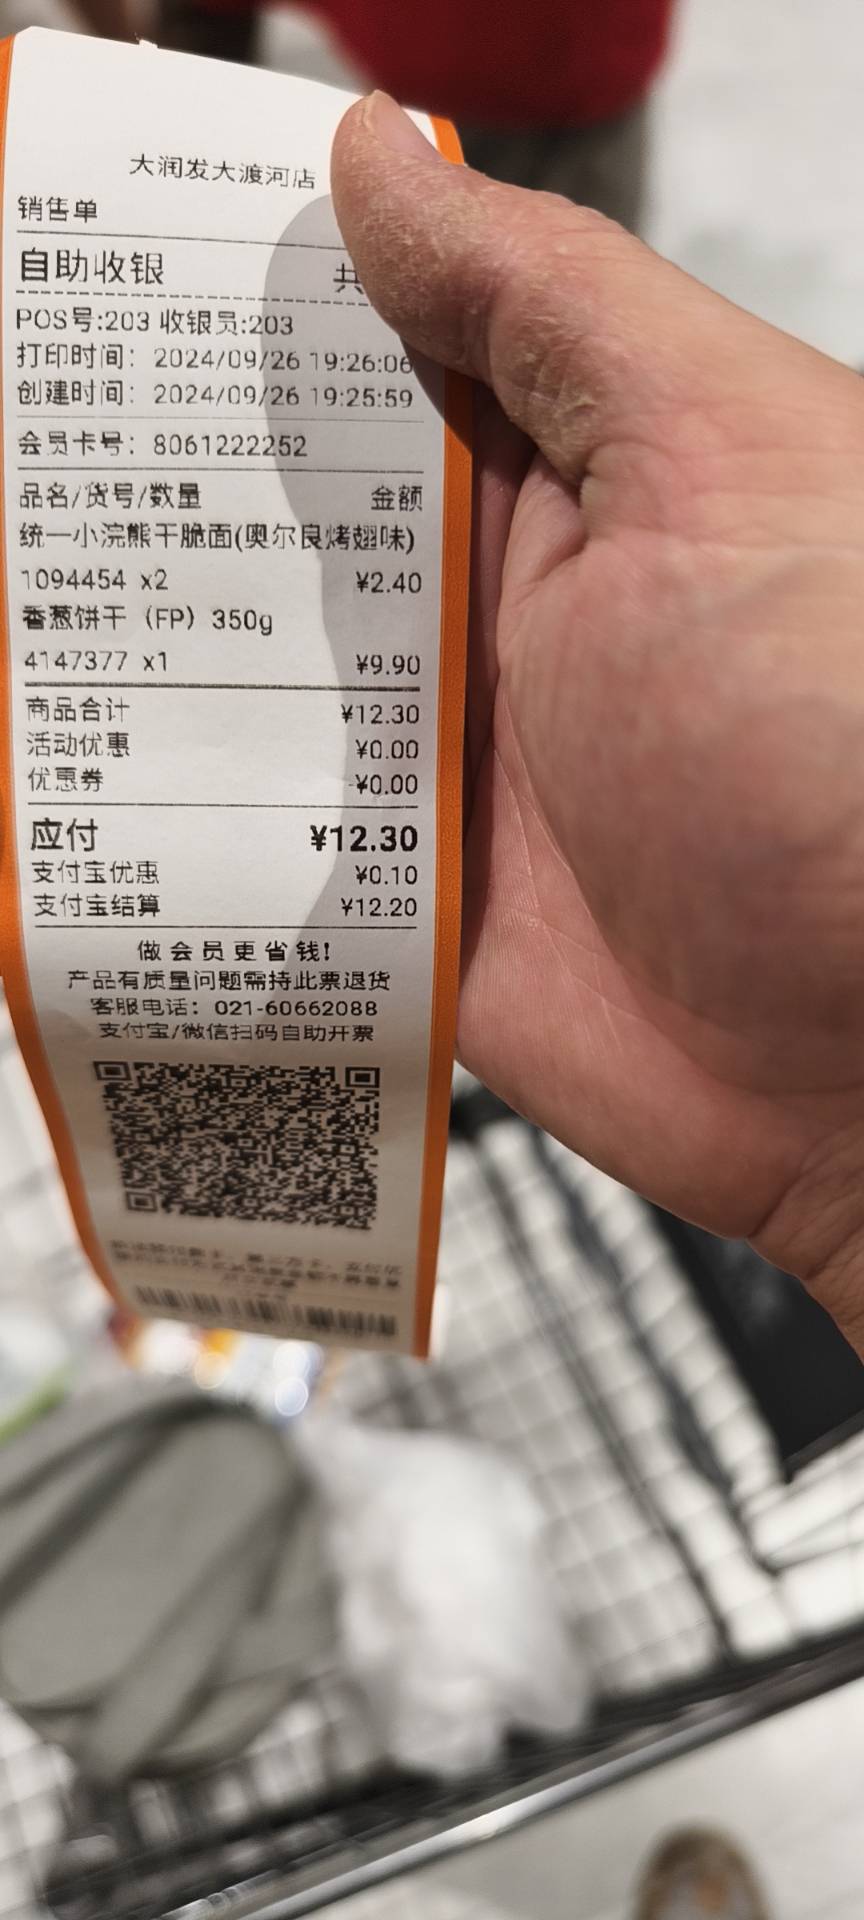 大润发大渡河店
销售单
自助收银 共
POS号:203 收银员:203
打印时间: 2024/09/26 19:26:06
创建时间: 2024/09/26 19:25:59
会员卡号: 8061222252
品名/货号/数量 金额
统一小浣熊干脆面(奥尔良烤翅味)
1094454 x2 ¥2.40
香葱饼干（FP）350g
4147377 x1 ¥9.90
商品合计 ¥12.30
活动优惠 ¥0.00
优惠券 -¥0.00
应付 ¥12.30
支付宝优惠 ¥0.10
支付宝结算 ¥12.20
做会员更省钱!
产品有质量问题需持此票退货
客服电话: 021-60662088
支付宝/微信扫码自助开票